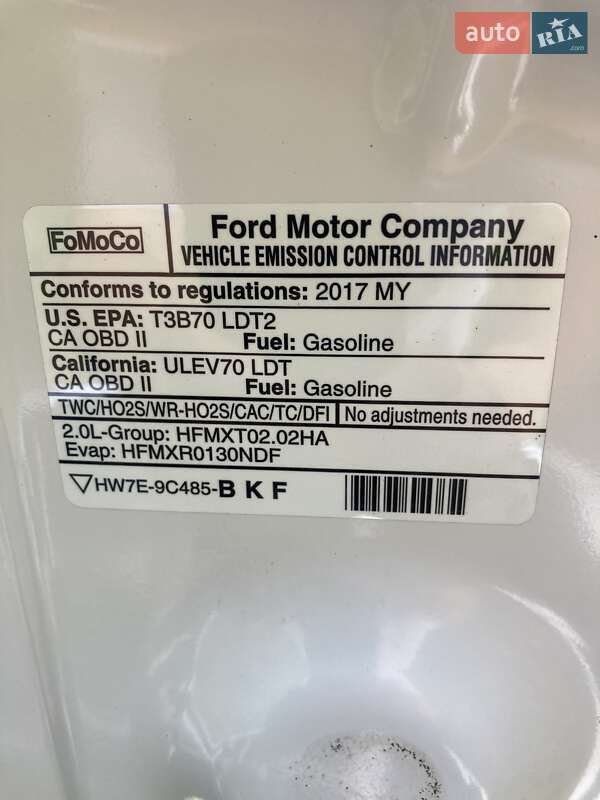 auto RIA .com
FoMoCo
Ford Motor Company
VEHICLE EMISSION CONTROL INFORMATION
Conforms to regulations: 2017 MY
U.S. EPA: T3B70 LDT2
CA OBD II Fuel: Gasoline
California: ULEV70 LDT
CA OBD II Fuel: Gasoline
TWC/HO2S/WR-HO2S/CAC/TC/DFI No adjustments needed.
2.0L-Group: HFMXT02.02HA
Evap: HFMXR0130NDF
HW7E-9C485-B K F